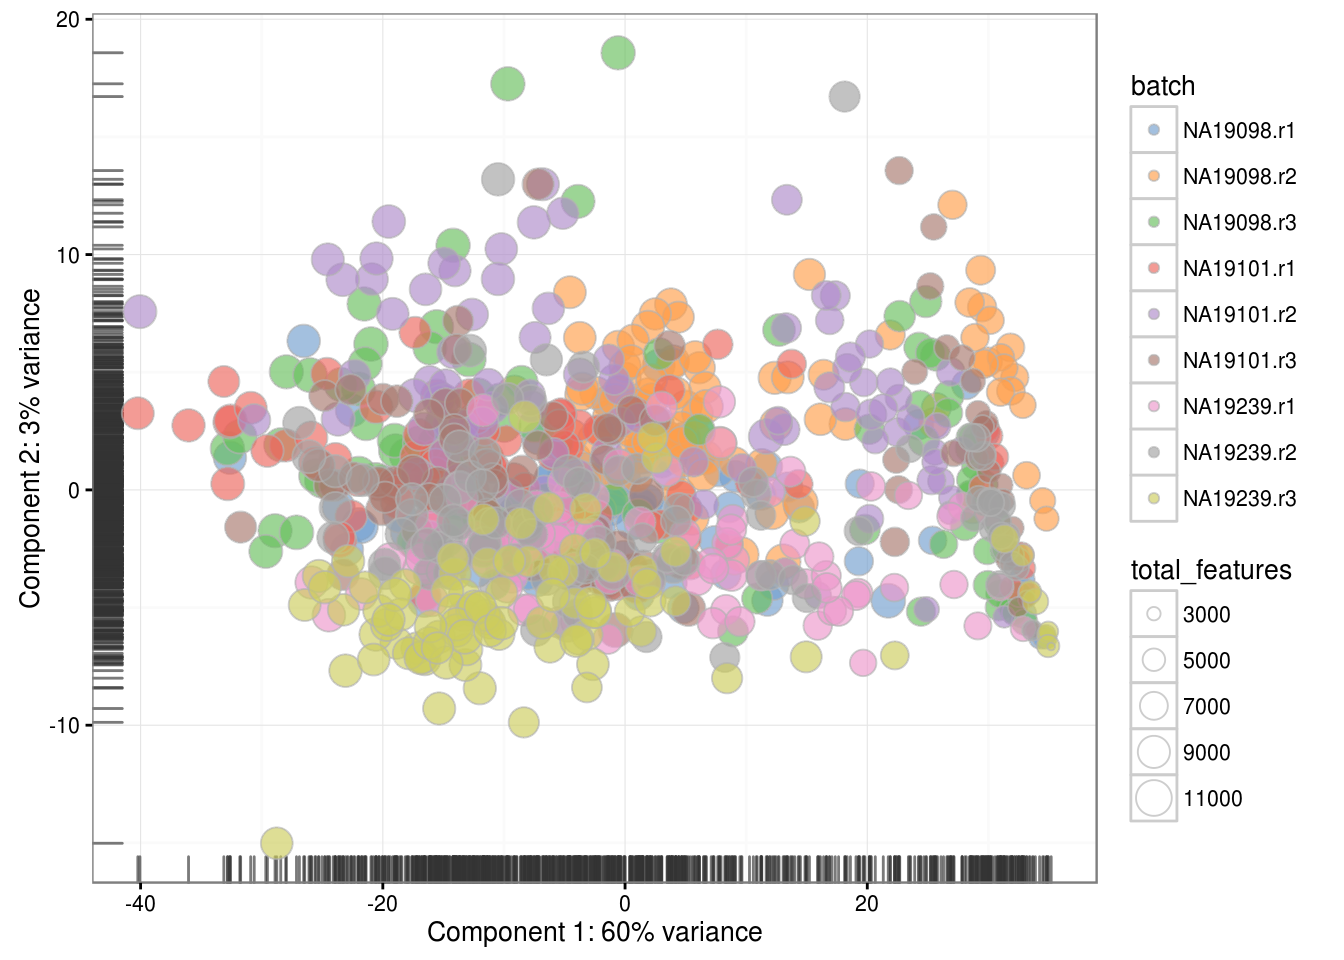 20
10
0
-10
-40
-20
0
20
Component 1: 60% variance
Component 2: 3% variance
batch
NA19098.r1
NA19098.r2
NA19098.r3
NA19101.r1
NA19101.r2
NA19101.r3
NA19239.r1
NA19239.r2
NA19239.r3
total_features
3000
5000
7000
9000
11000